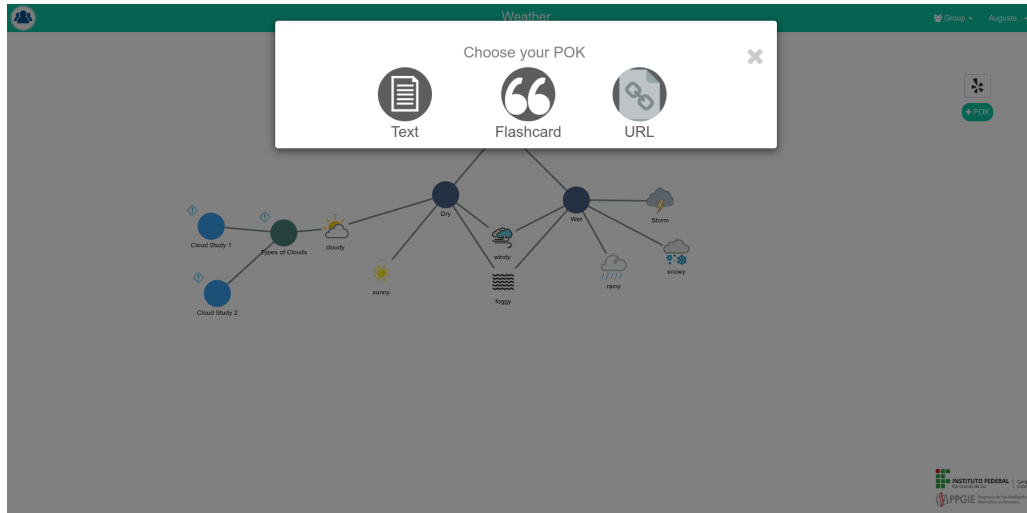 Weather
Group
Augusto...
Choose your POK
Text
Flashcard
URL
+ POK
Dry
Wet
Storm
Cloud Study 1
Types of Clouds
cloudy
windy
snowy
sunny
rainy
foggy
Cloud Study 2
INSTITUTO FEDERAL
PPGIE